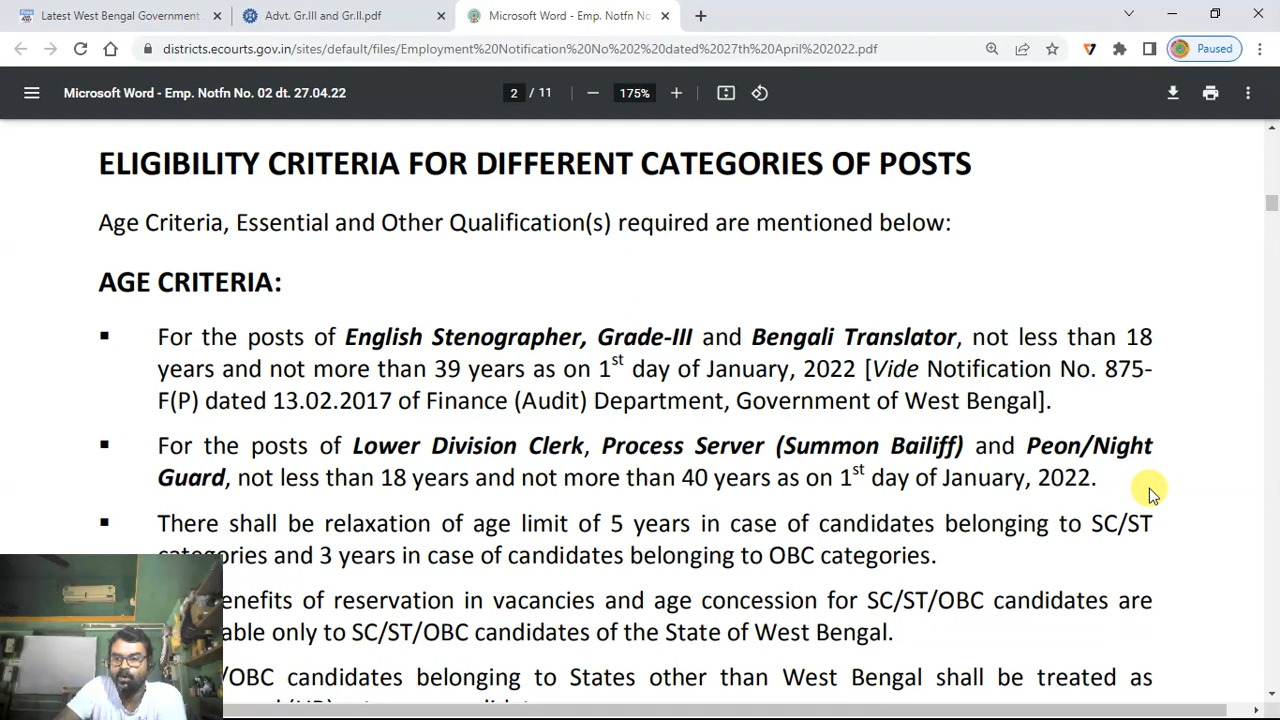 Latest West Bengal Government
Advt. Gr.III and Gr.II.pdf
Microsoft Word - Emp. Notfn No
districts.ecourts.gov.in/sites/default/files/Employment%20Notification%20No%202%20dated%2027th%20April%202022.pdf
Paused
Microsoft Word - Emp. Notfn No. 02 dt. 27.04.22
2 / 11
175%
ELIGIBILITY CRITERIA FOR DIFFERENT CATEGORIES OF POSTS
Age Criteria, Essential and Other Qualification(s) required are mentioned below:
AGE CRITERIA:
▪ For the posts of English Stenographer, Grade-III and Bengali Translator, not less than 18
years and not more than 39 years as on 1st day of January, 2022 [Vide Notification No. 875-
F(P) dated 13.02.2017 of Finance (Audit) Department, Government of West Bengal].
▪ For the posts of Lower Division Clerk, Process Server (Summon Bailiff) and Peon/Night
Guard, not less than 18 years and not more than 40 years as on 1st day of January, 2022.
▪ There shall be relaxation of age limit of 5 years in case of candidates belonging to SC/ST
categories and 3 years in case of candidates belonging to OBC categories.
enefits of reservation in vacancies and age concession for SC/ST/OBC candidates are
able only to SC/ST/OBC candidates of the State of West Bengal.
/OBC candidates belonging to States other than West Bengal shall be treated as